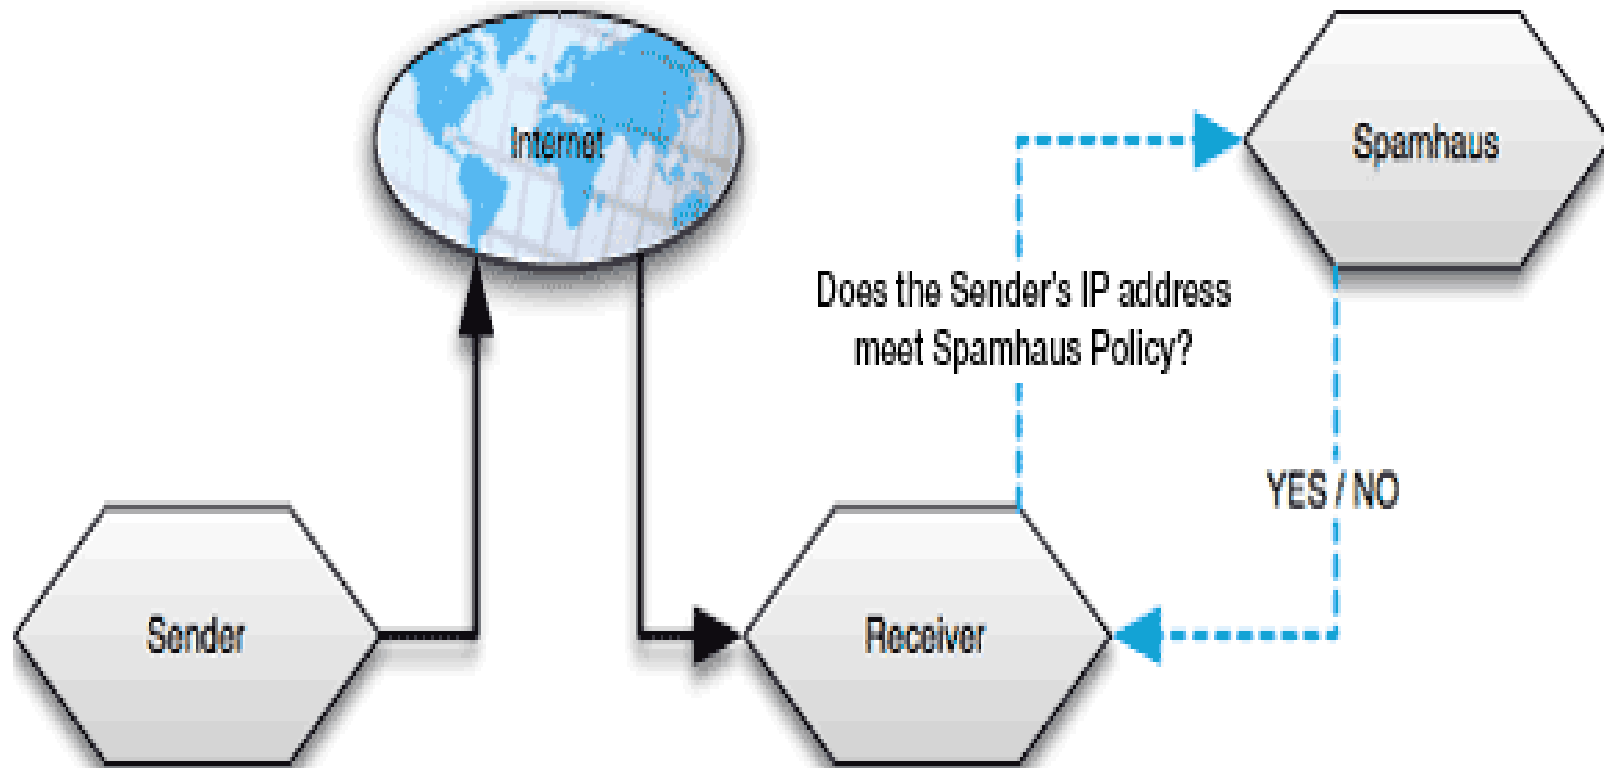 Internet
Spamhaus
Does the Sender's IP address
meet Spamhaus Policy?
YES / NO
Sender
Receiver